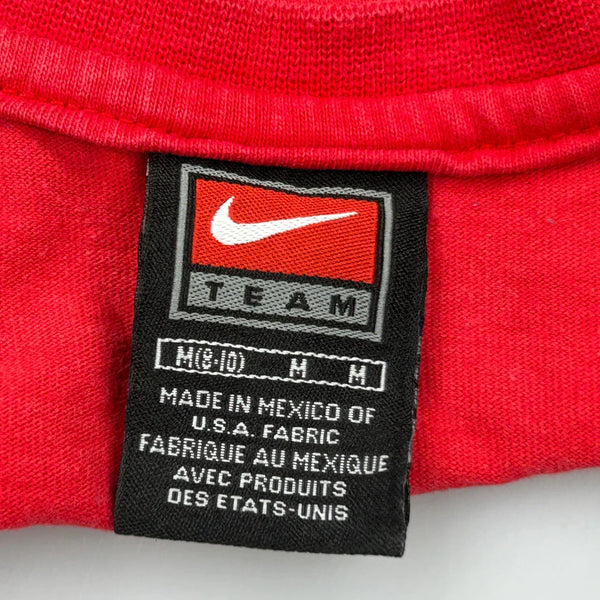 TEAM
M(8-10) M M
MADE IN MEXICO OF
U.S.A. FABRIC
FABRIQUE AU MEXIQUE
AVEC PRODUITS
DES ETATS-UNIS